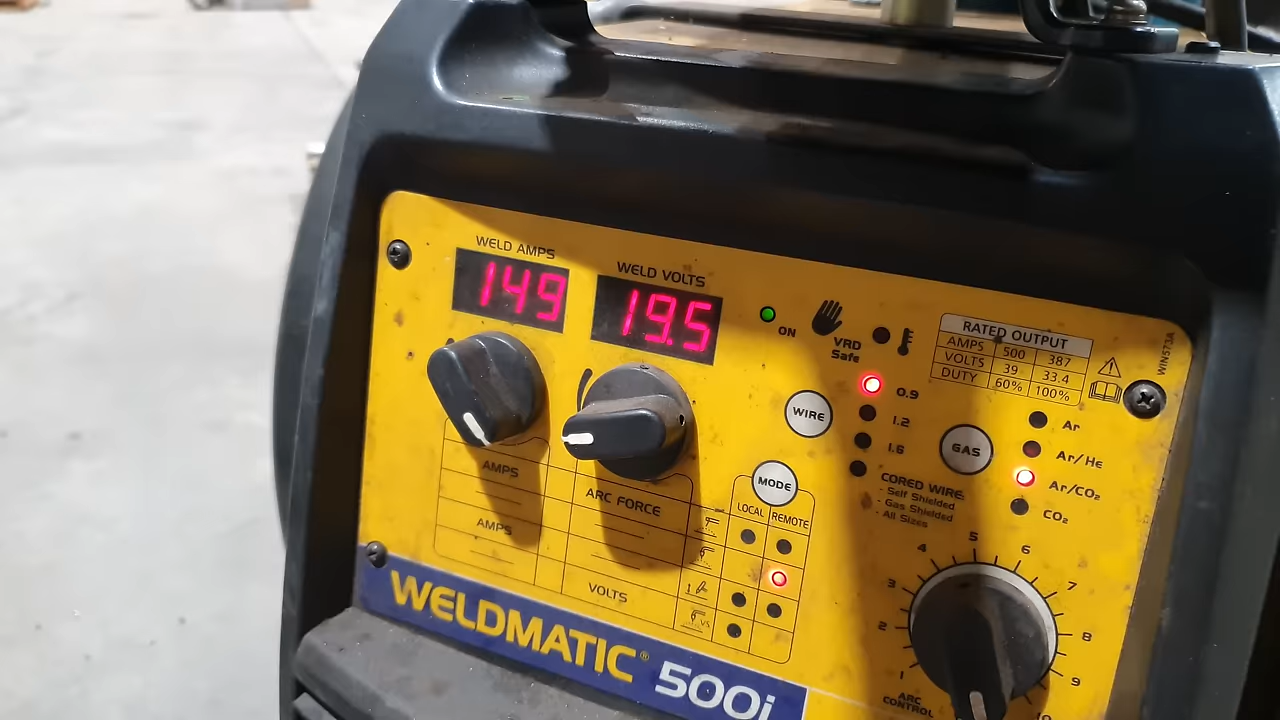 WELD AMPS
149
WELD VOLTS
19.5
ON
VRD
Safe
RATED OUTPUT
AMPS 500 387
VOLTS 39 33.4
DUTY 60% 100%
WIN573A
WIRE
0.9
1.2
1.6
CORED WIRE
- Self Shielded
- Gas Shielded
- All Sizes
GAS
Ar
Ar/He
Ar/CO₂
CO₂
MODE
LOCAL REMOTE
AMPS
ARC FORCE
AMPS
VOLTS
1
VS
1
2
3
4
5
6
7
8
9
10
ARC
CONTROL
WELDMATIC® 500i